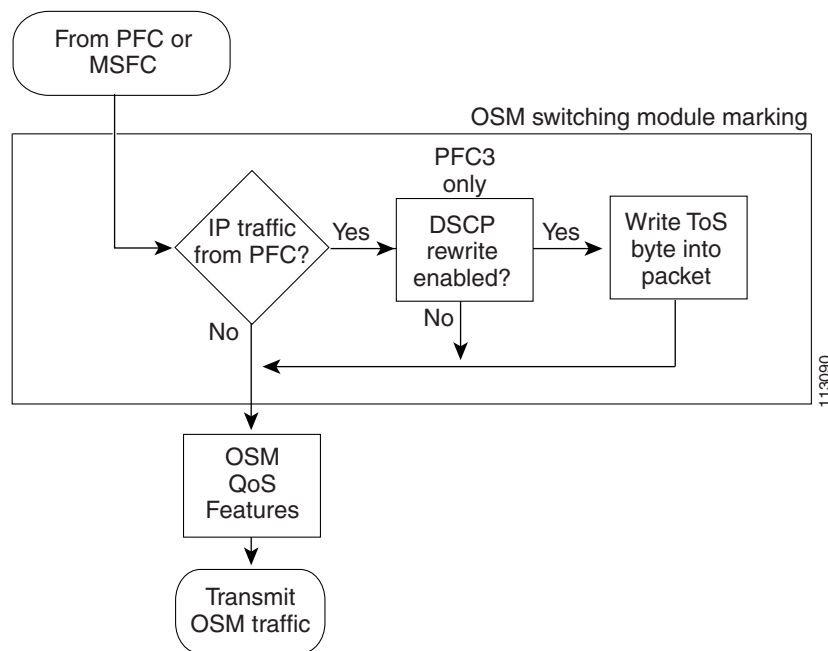 From PFC or
MSFC
OSM switching module marking
PFC3
only
IP traffic
from PFC?
Yes
DSCP
rewrite
enabled?
Yes
Write ToS
byte into
packet
No
No
113090
OSM
QoS
Features
Transmit
OSM traffic